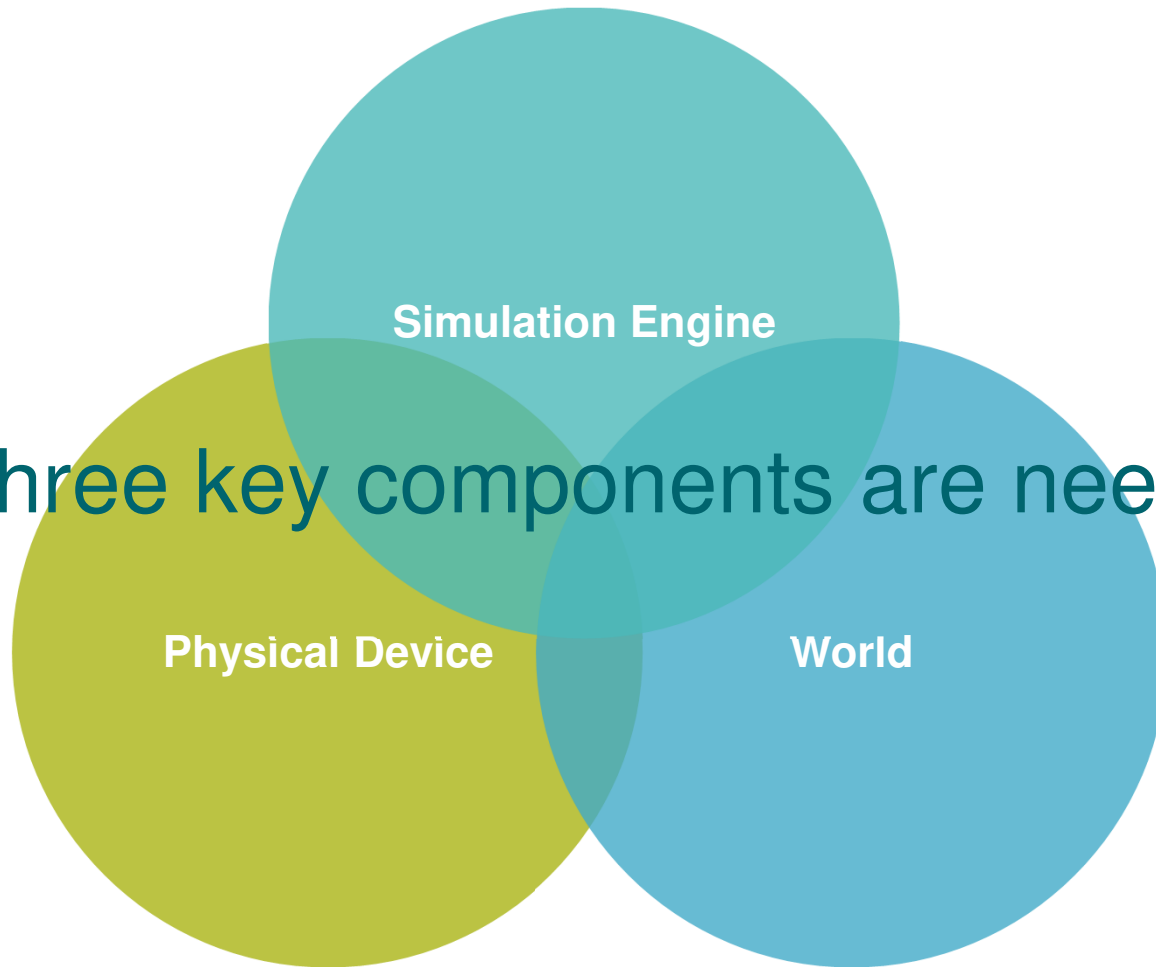 Simulation Engine
hree key components are nee
Physical Device
World